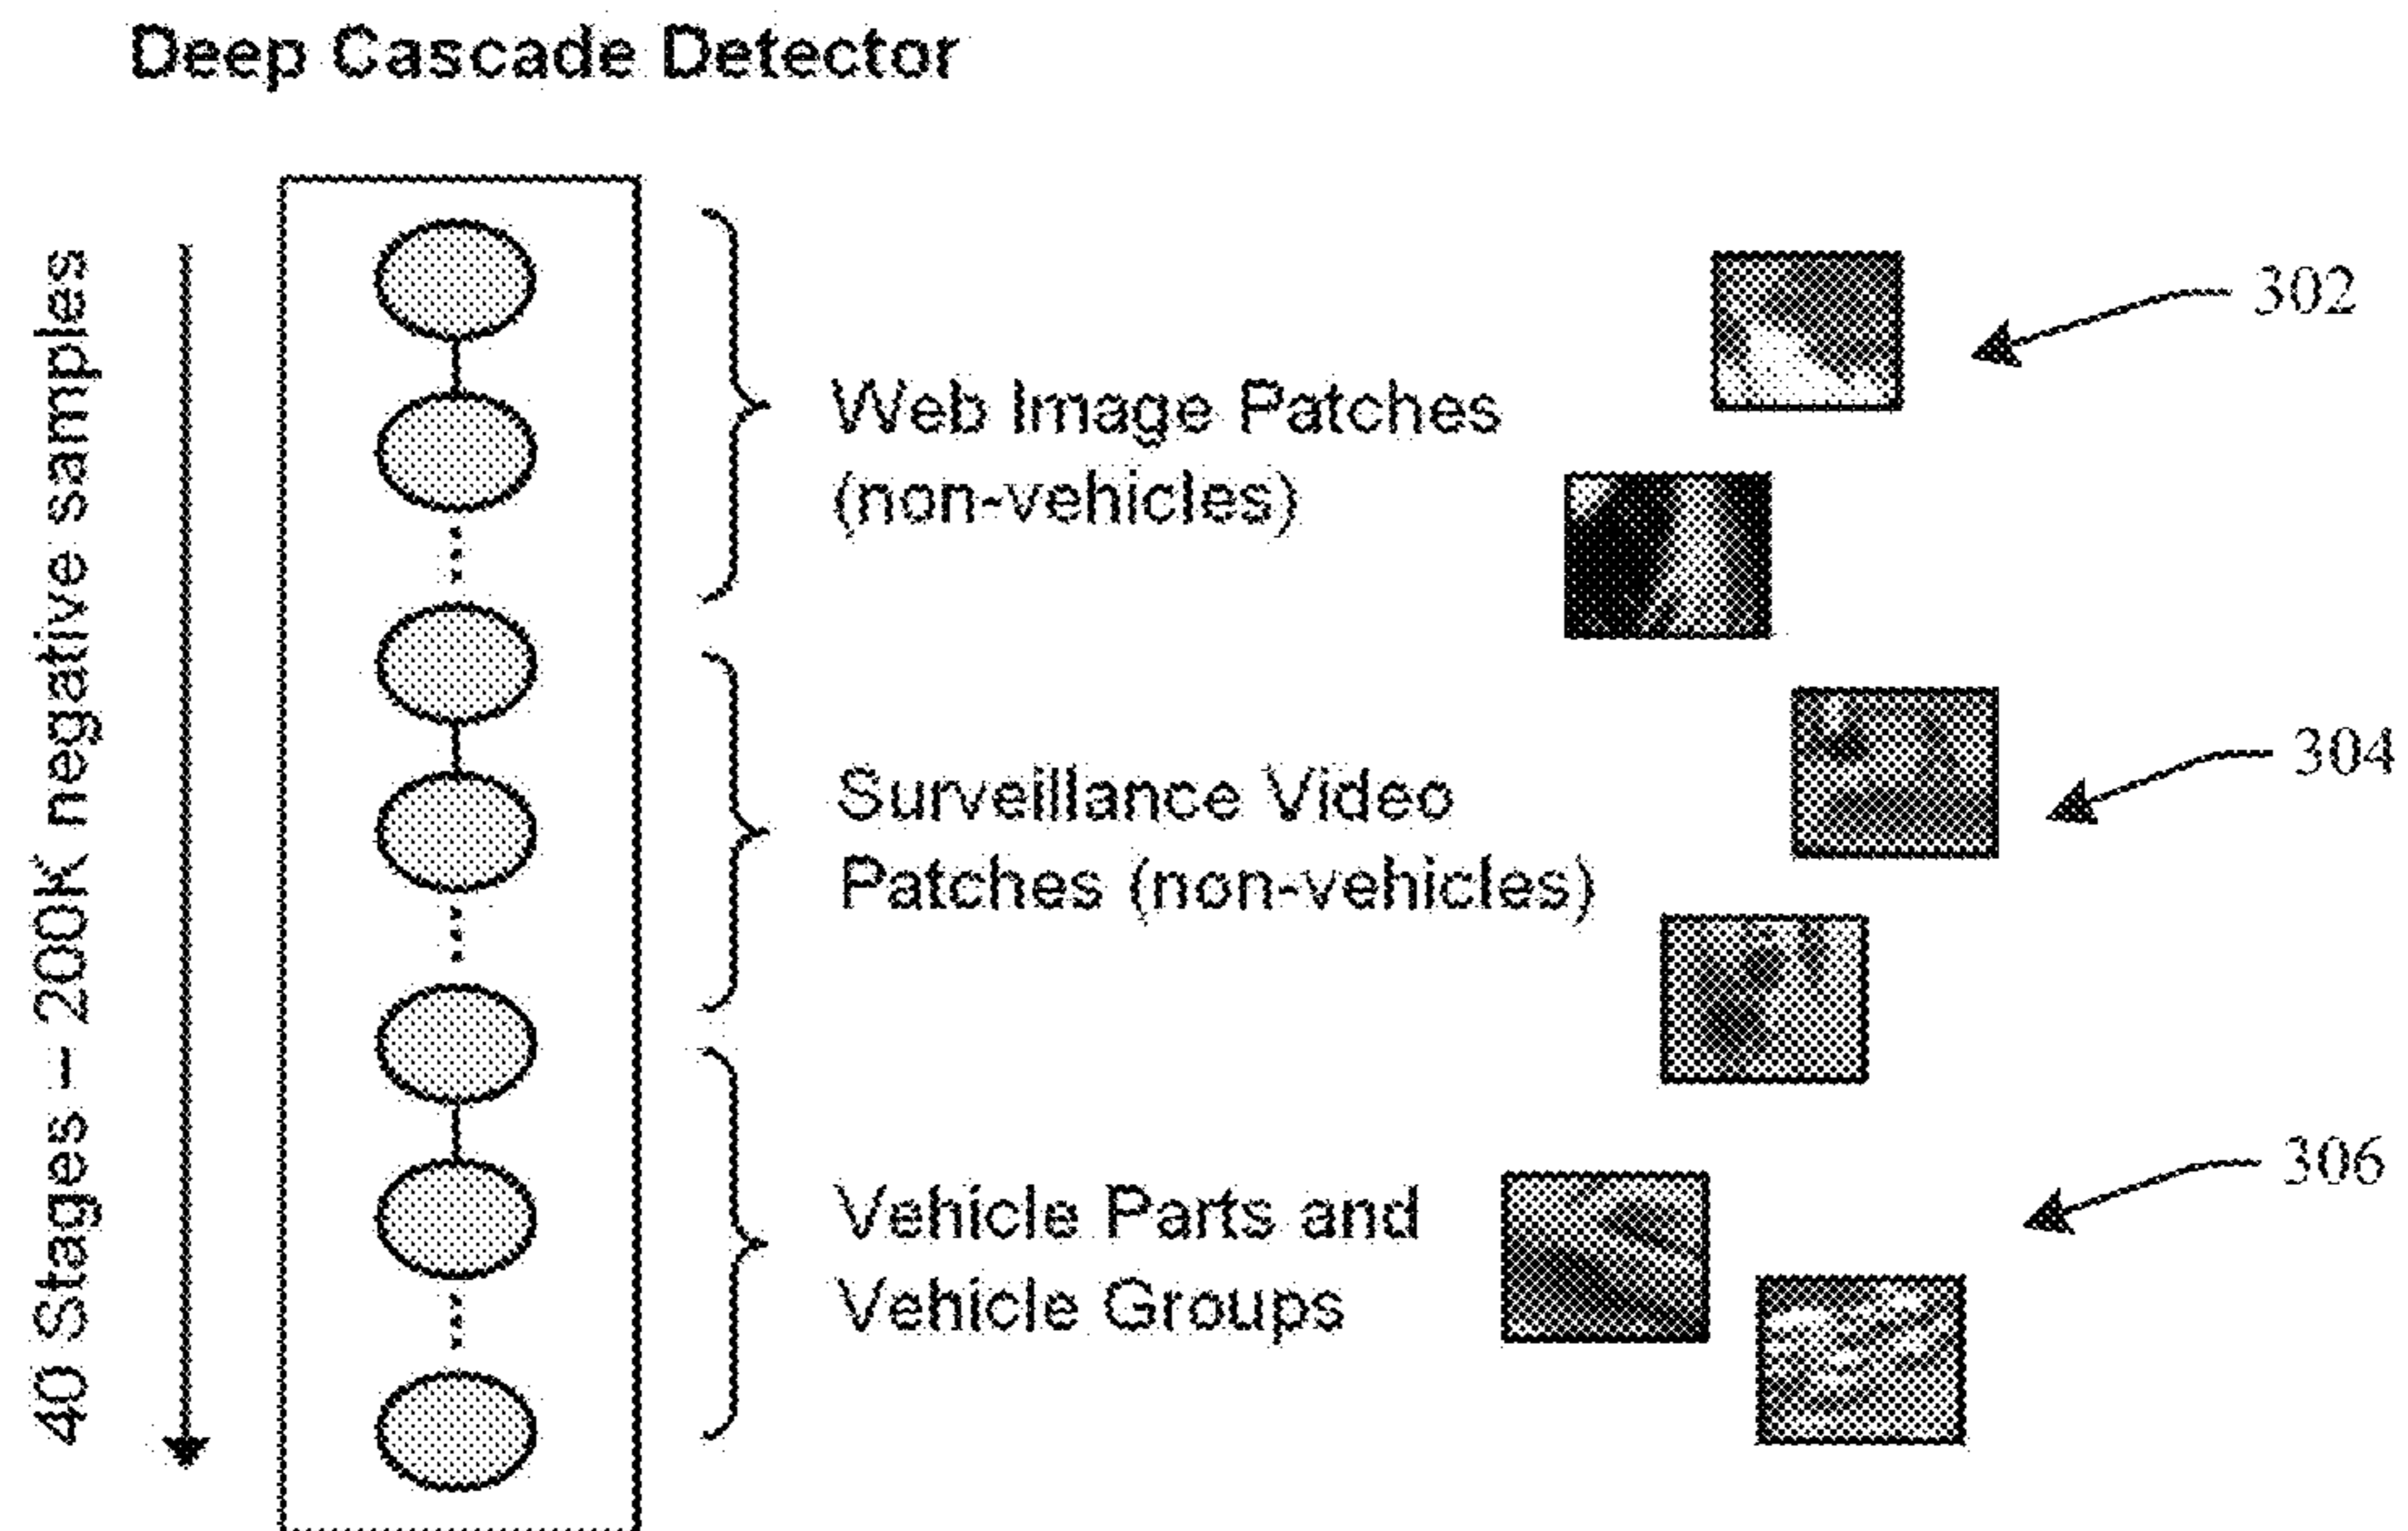 Deep Cascade Detector
40 Stages – 200K negative samples
Web Image Patches
(non-vehicles)
302
Surveillance Video
Patches (non-vehicles)
304
Vehicle Parts and
Vehicle Groups
306